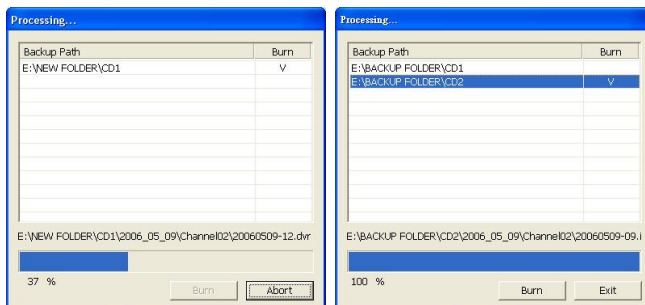 Processing...
Backup Path Burn
E:\NEW FOLDER\CD1 V
E:\NEW FOLDER\CD1\2006_05_09\Channel02\20060509-12.dvr
37 %
Burn Abort
Processing...
Backup Path Burn
E:\BACKUP FOLDER\CD1
E:\BACKUP FOLDER\CD2 V
E:\BACKUP FOLDER\CD2\2006_05_09\Channel02\20060509-09.i
100 %
Burn Exit